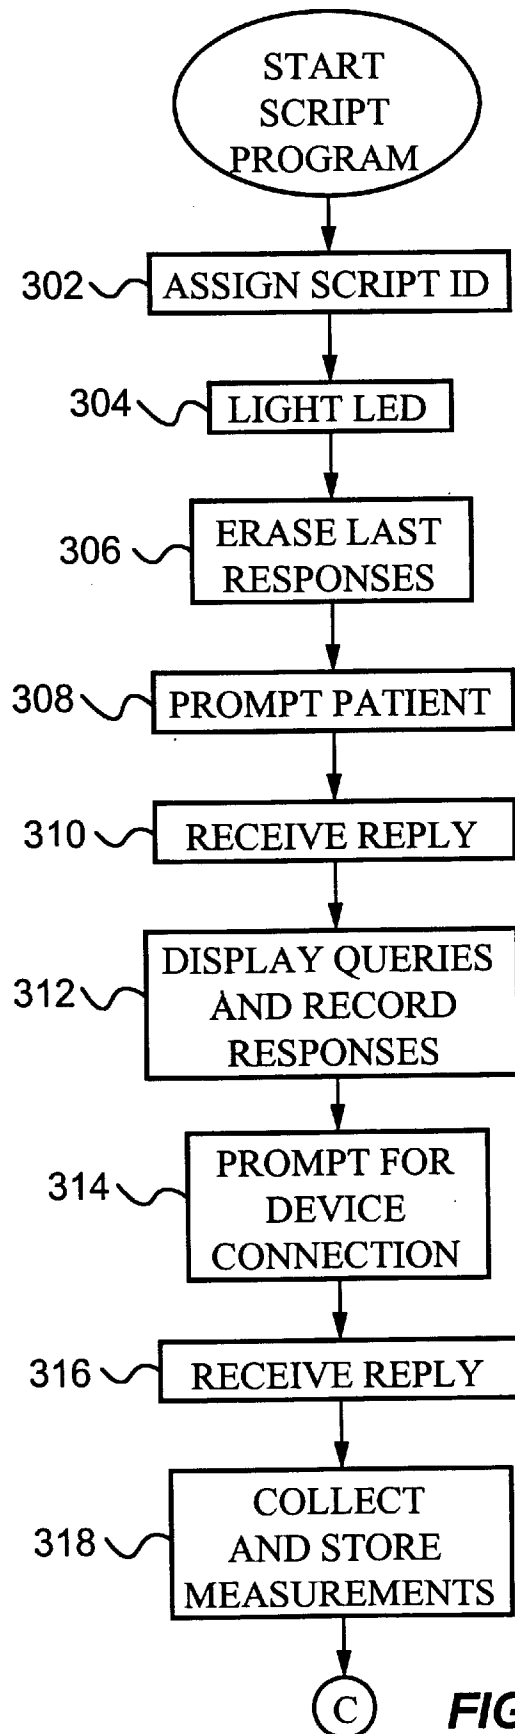 START
SCRIPT
PROGRAM
302 ASSIGN SCRIPT ID
304 LIGHT LED
306 ERASE LAST
RESPONSES
308 PROMPT PATIENT
310 RECEIVE REPLY
312 DISPLAY QUERIES
AND RECORD
RESPONSES
314 PROMPT FOR
DEVICE
CONNECTION
316 RECEIVE REPLY
318 COLLECT
AND STORE
MEASUREMENTS
C FIG